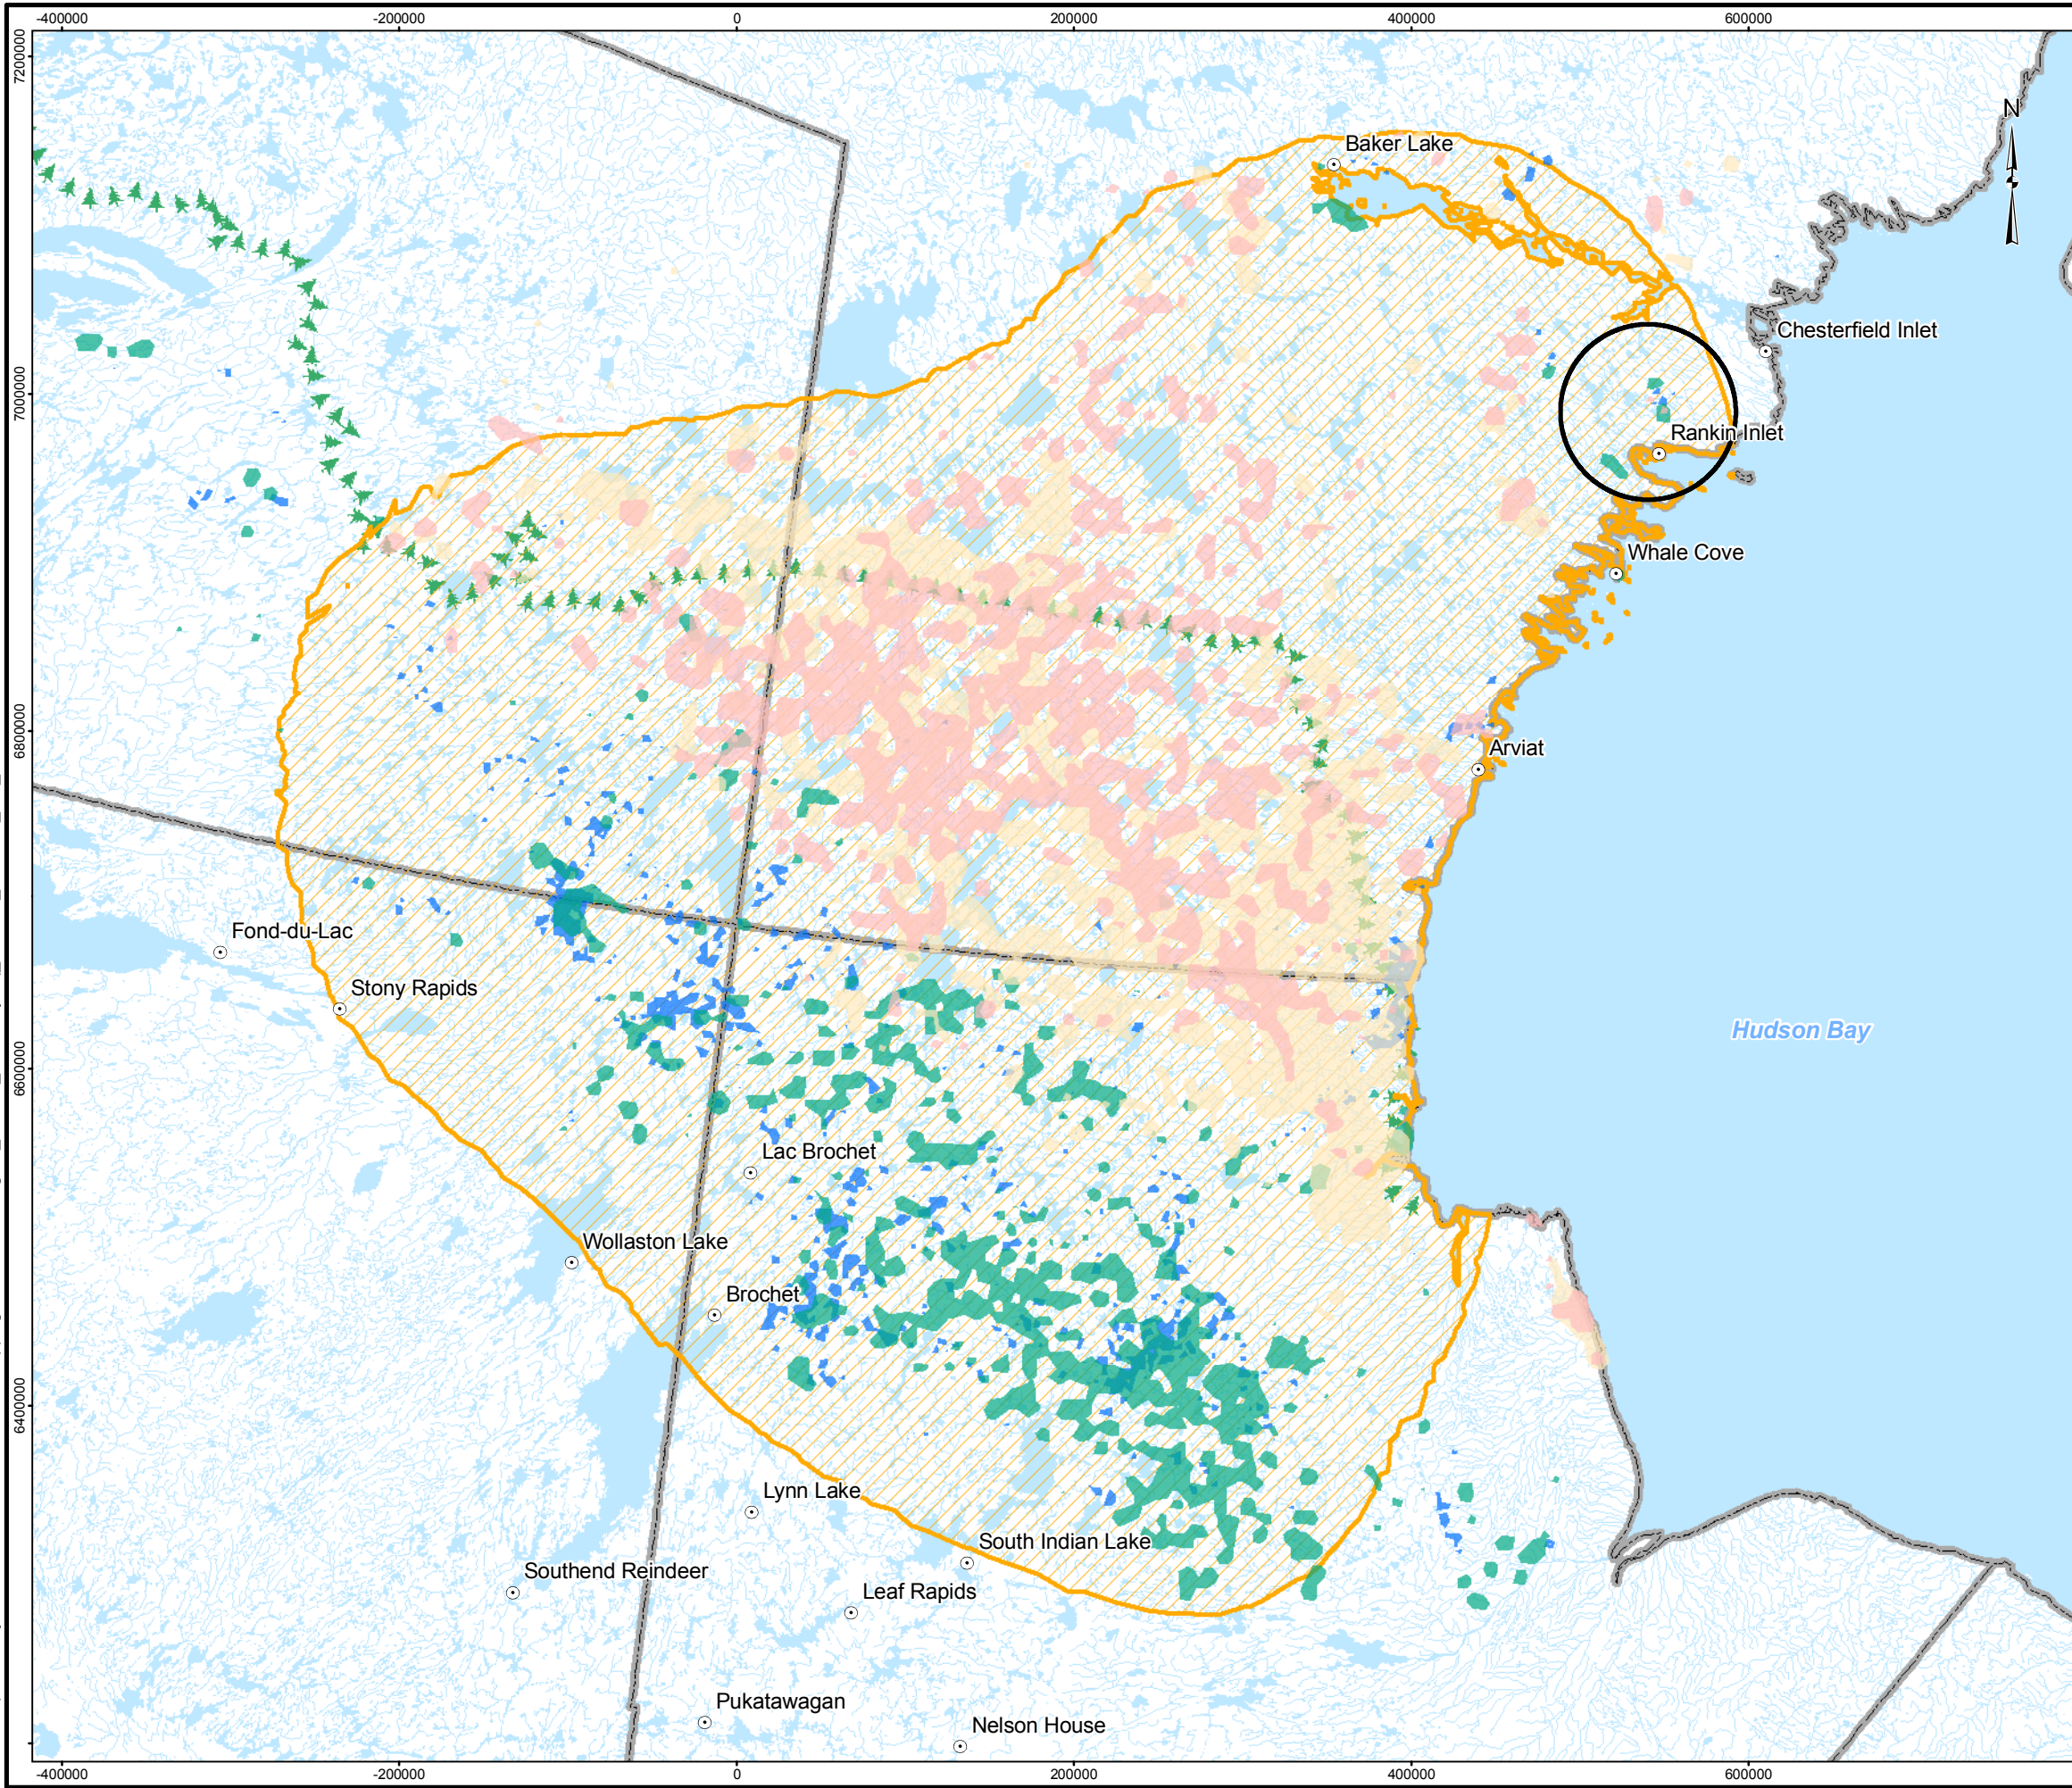 -400000 -200000 0 200000 400000 600000
7200000
N
Baker Lake
Chesterfield Inlet
7000000
Rankin Inlet
Whale Cove
6800000
Arviat
Fond-du-Lac
Stony Rapids
Hudson Bay
6600000
Lac Brochet
Wollaston Lake
Brochet
6400000
Lynn Lake
South Indian Lake
Southend Reindeer
Leaf Rapids
Pukatawagan
Nelson House
-400000 -200000 0 200000 400000 600000